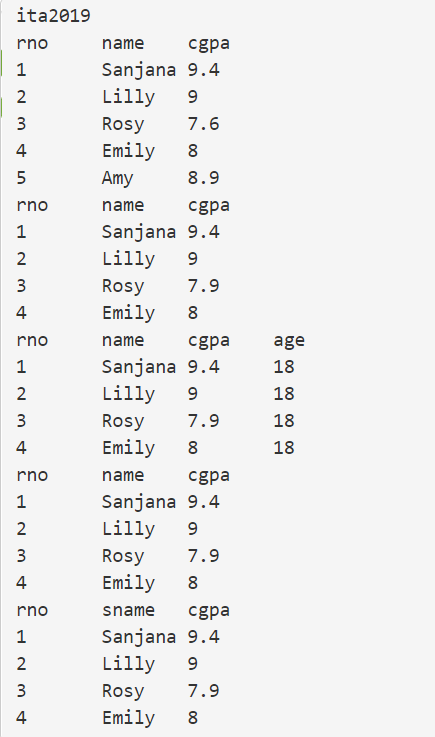 ita2019
rno name cgpa
1 Sanjana 9.4
2 Lilly 9
3 Rosy 7.6
4 Emily 8
5 Amy 8.9
rno name cgpa
1 Sanjana 9.4
2 Lilly 9
3 Rosy 7.9
4 Emily 8
rno name cgpa age
1 Sanjana 9.4 18
2 Lilly 9 18
3 Rosy 7.9 18
4 Emily 8 18
rno name cgpa
1 Sanjana 9.4
2 Lilly 9
3 Rosy 7.9
4 Emily 8
rno sname cgpa
1 Sanjana 9.4
2 Lilly 9
3 Rosy 7.9
4 Emily 8